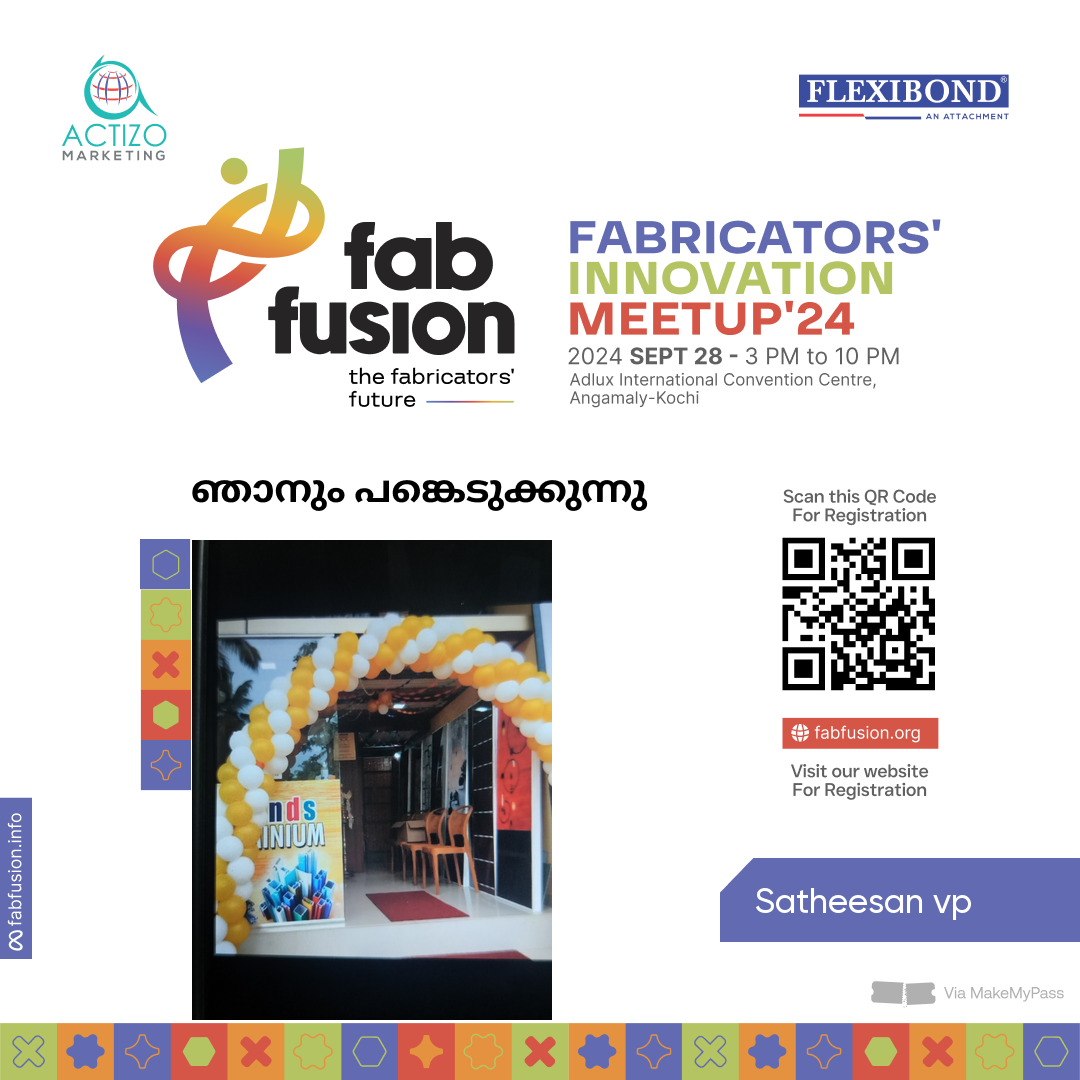 ACTIZO
MARKETING
FLEXIBOND®
AN ATTACHMENT
fab
fusion
the fabricators'
future
FABRICATORS'
INNOVATION
MEETUP'24
2024 SEPT 28 - 3 PM to 10 PM
Adlux International Convention Centre,
Angamaly-Kochi
ഞാനും പങ്കെടുക്കുന്നു
Scan this QR Code
For Registration
fabfusion.org
Visit our website
For Registration
nds
INIUM
fabfusion.info
Satheesan vp
Via MakeMyPass